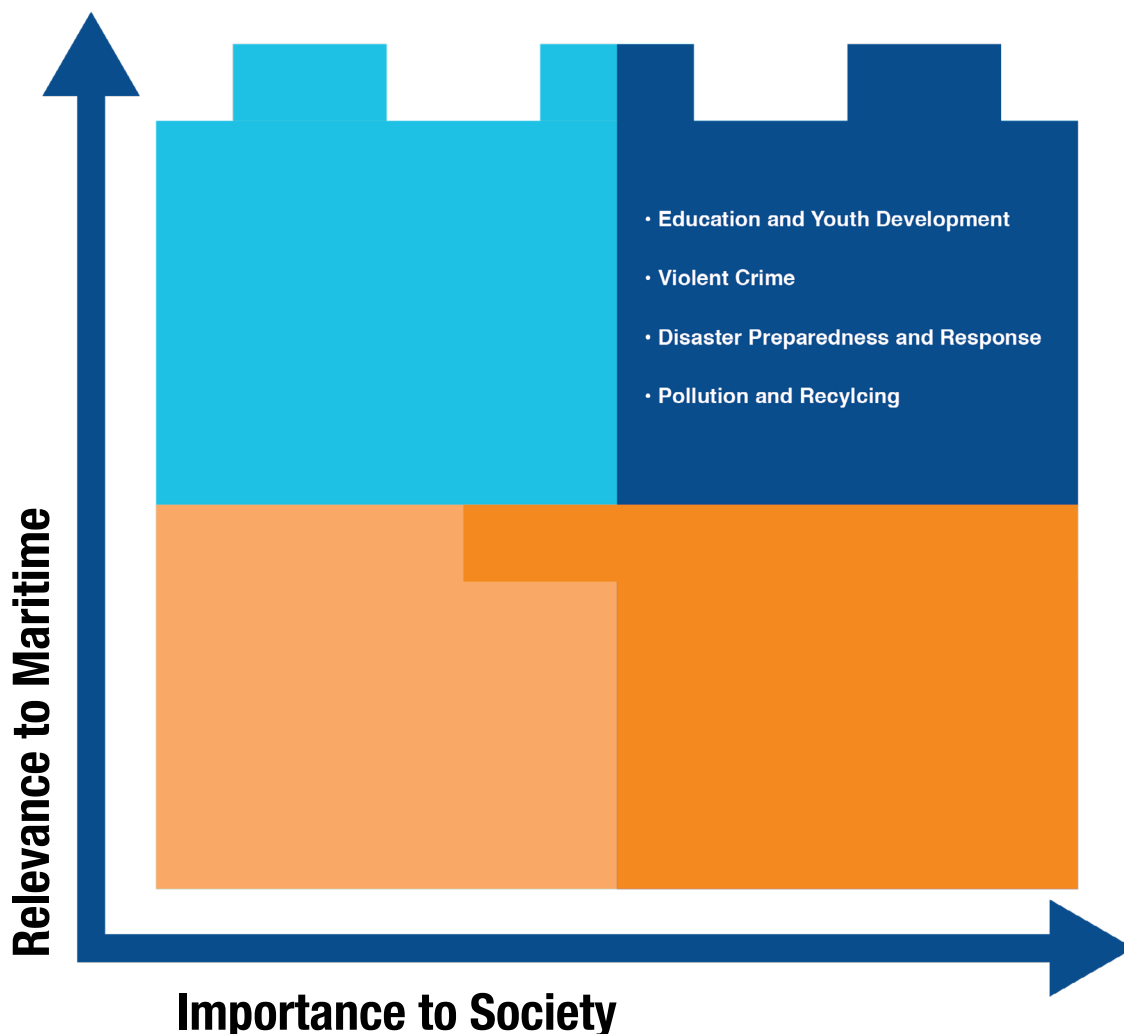 · Education and Youth Development
· Violent Crime
· Disaster Preparedness and Response
· Pollution and Recylcing
Relevance to Maritime
Importance to Society